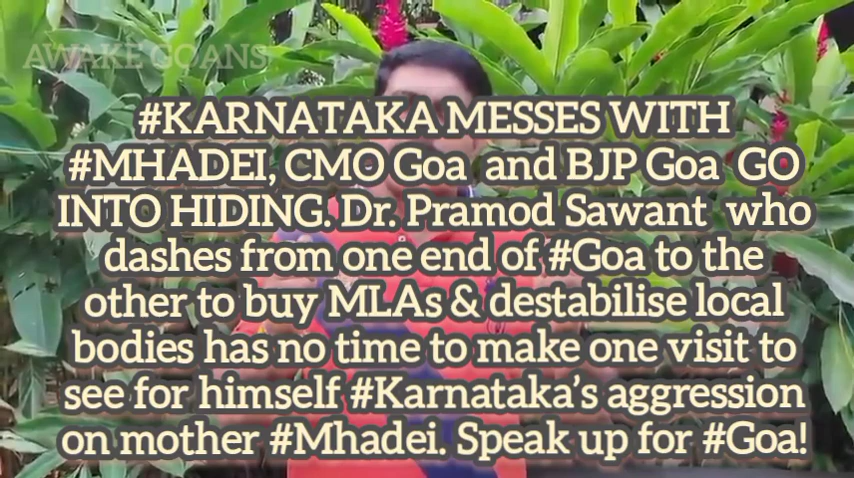 AWAKE GOANS
#KARNATAKA MESSES WITH
#MHADEI, CMO Goa and BJP Goa GO
INTO HIDING. Dr. Pramod Sawant who
dashes from one end of #Goa to the
other to buy MLAs & destabilise local
bodies has no time to make one visit to
see for himself #Karnataka's aggression
on mother #Mhadei. Speak up for #Goa!